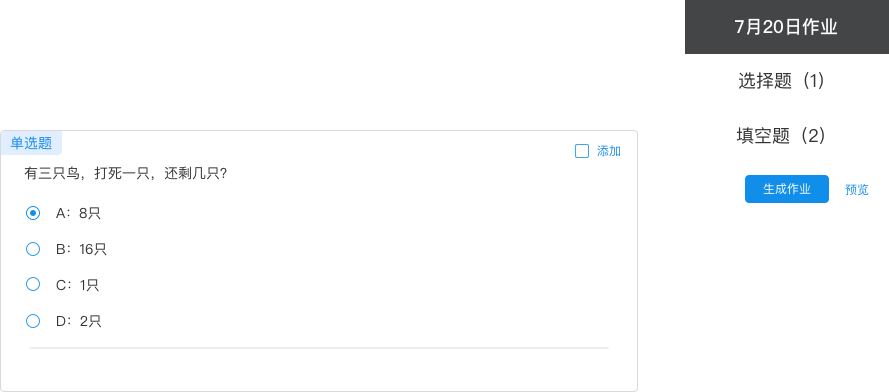 7月20日作业
选择题（1）
填空题（2）
生成作业
预览
单选题
添加
有三只鸟，打死一只，还剩几只?
A：8只
B：16只
C：1只
D：2只